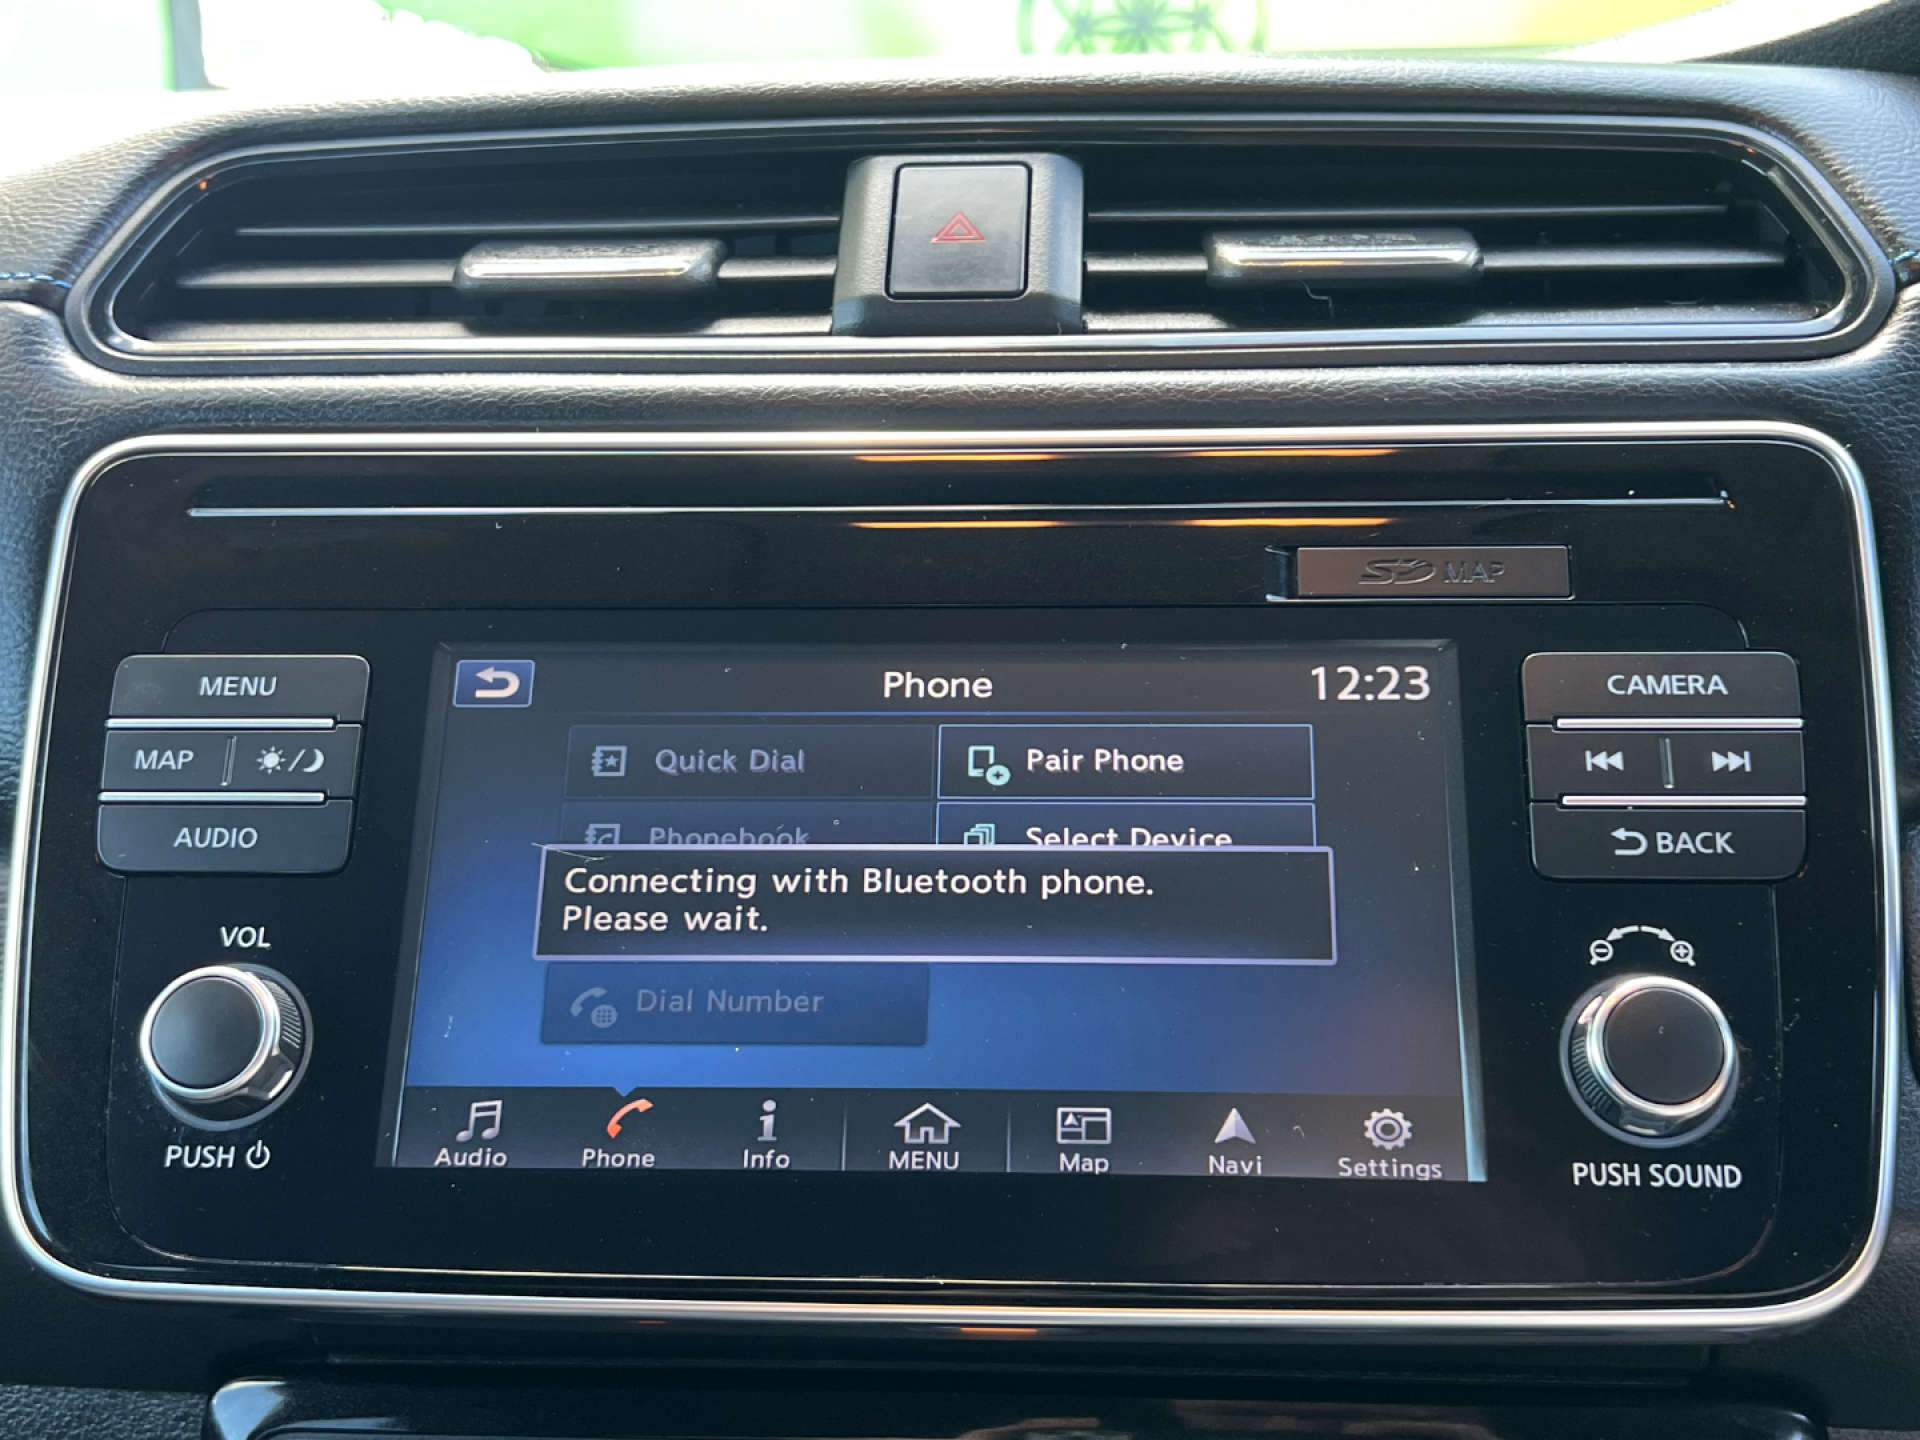 SD MAP
MENU
MAP
AUDIO
VOL
PUSH
Phone
12:23
Quick Dial
Pair Phone
Phonebook
Select Device
Connecting with Bluetooth phone.
Please wait.
Dial Number
Audio
Phone
Info
MENU
Map
Navi
Settings
CAMERA
BACK
PUSH SOUND